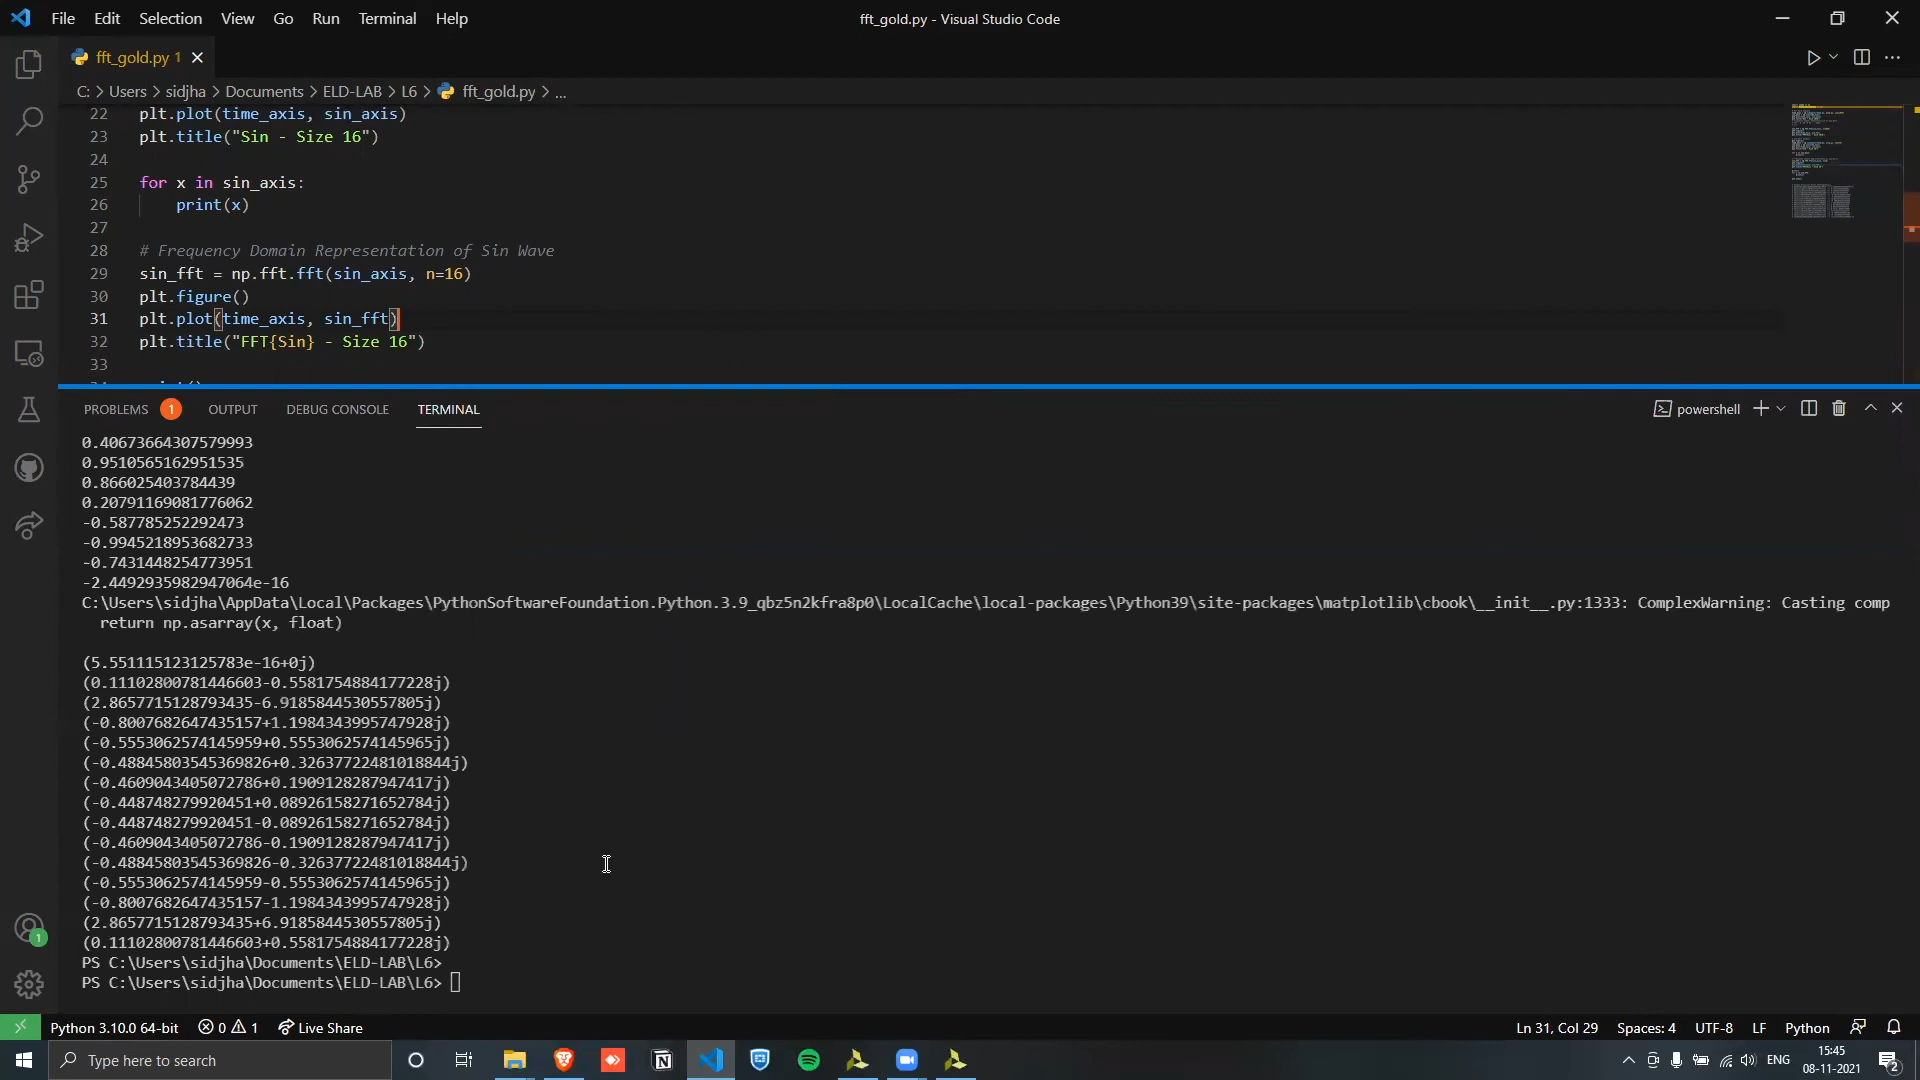 File Edit Selection View Go Run Terminal Help
fft_gold.py - Visual Studio Code
fft_gold.py 1
C: > Users > sidjha > Documents > ELD-LAB > L6 > fft_gold.py > ...
22 plt.plot(time_axis, sin_axis)
23 plt.title("Sin - Size 16")
24
25 for x in sin_axis:
26 print(x)
27
28 # Frequency Domain Representation of Sin Wave
29 sin_fft = np.fft.fft(sin_axis, n=16)
30 plt.figure()
31 plt.plot(time_axis, sin_fft)
32 plt.title("FFT{Sin} - Size 16")
33
PROBLEMS 1 OUTPUT DEBUG CONSOLE TERMINAL
powershell
0.40673664307579993
0.9510565162951535
0.866025403784439
0.20791169081776062
-0.587785252292473
-0.9945218953682733
-0.7431448254773951
-2.4492935982947064e-16
C:\Users\sidjha\AppData\Local\Packages\PythonSoftwareFoundation.Python.3.9_qbz5n2kfra8p0\LocalCache\local-packages\Python39\site-packages\matplotlib\cbook\__init__.py:1333: ComplexWarning: Casting comp
return np.asarray(x, float)
(5.551115123125783e-16+0j)
(0.11102800781446603-0.5581754884177228j)
(2.8657715128793435-6.9185844530557805j)
(-0.8007682647435157+1.1984343995747928j)
(-0.5553062574145959+0.5553062574145965j)
(-0.48845803545369826+0.32637722481018844j)
(-0.4609043405072786+0.1909128287947417j)
(-0.448748279920451+0.08926158271652784j)
(-0.448748279920451-0.08926158271652784j)
(-0.4609043405072786-0.1909128287947417j)
(-0.48845803545369826-0.32637722481018844j)
(-0.5553062574145959-0.5553062574145965j)
(-0.8007682647435157-1.1984343995747928j)
(2.8657715128793435+6.9185844530557805j)
(0.11102800781446603+0.5581754884177228j)
PS C:\Users\sidjha\Documents\ELD-LAB\L6>
PS C:\Users\sidjha\Documents\ELD-LAB\L6>
1
Python 3.10.0 64-bit 0 1 Live Share
Ln 31, Col 29 Spaces: 4 UTF-8 LF Python
Type here to search
ENG
15:45
08-11-2021
2